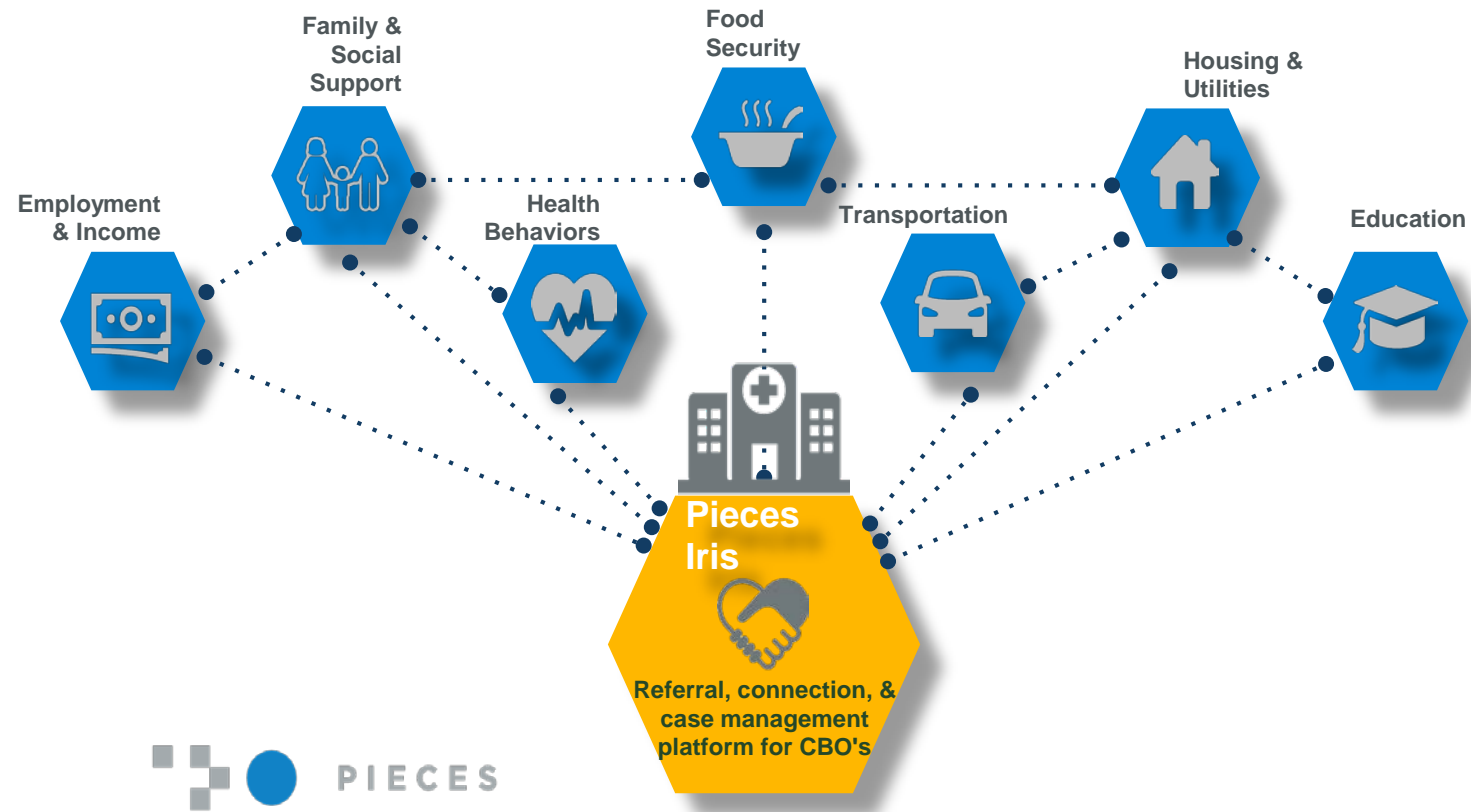 Family &
Social
Support
Food
Security
Housing &
Utilities
Employment
& Income
Health
Behaviors
Transportation
Education
Pieces
Iris
Referral, connection, &
case management
platform for CBO's
PIECES